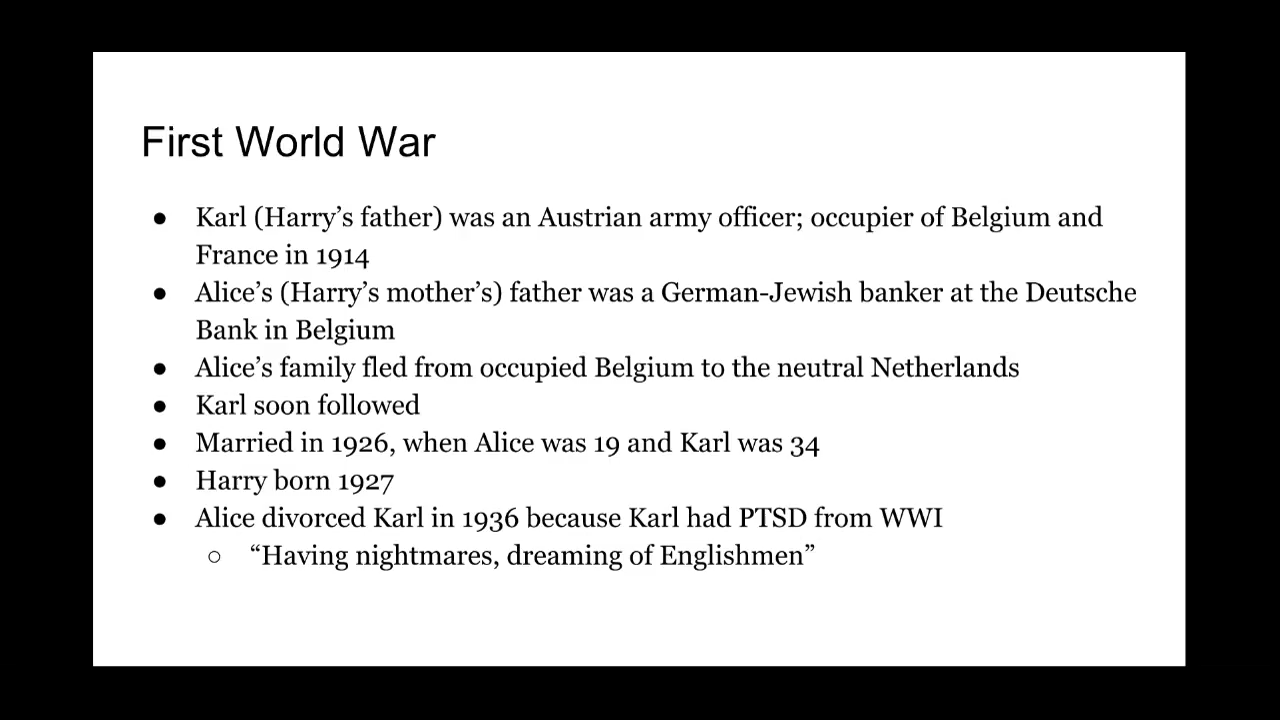 First World War
● Karl (Harry’s father) was an Austrian army officer; occupier of Belgium and
France in 1914
● Alice’s (Harry’s mother’s) father was a German-Jewish banker at the Deutsche
Bank in Belgium
● Alice’s family fled from occupied Belgium to the neutral Netherlands
● Karl soon followed
● Married in 1926, when Alice was 19 and Karl was 34
● Harry born 1927
● Alice divorced Karl in 1936 because Karl had PTSD from WWI
○ “Having nightmares, dreaming of Englishmen”